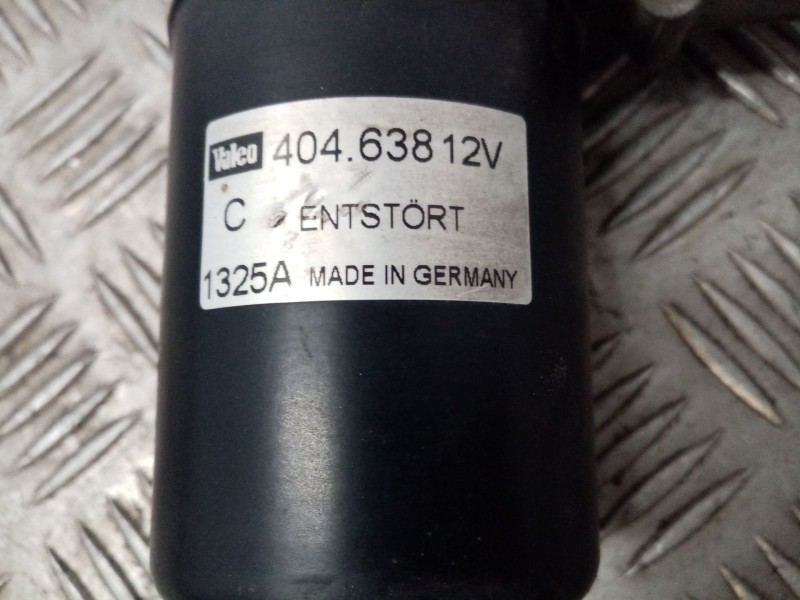 Valeo 404.638 12V
C ENTSTÖRT
1325A MADE IN GERMANY